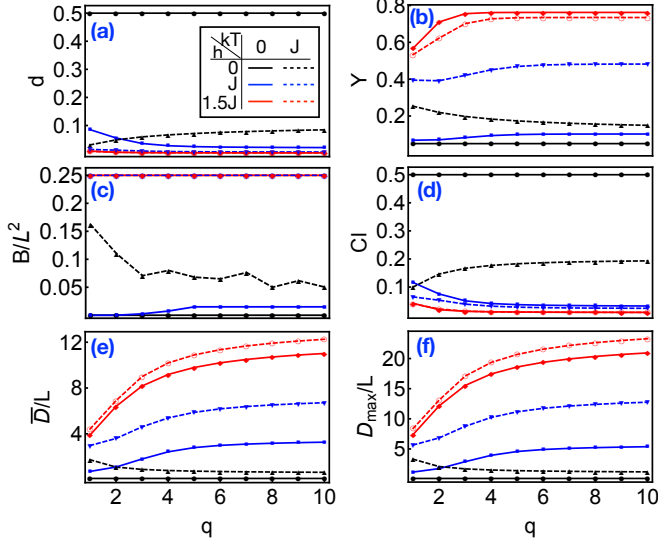 (a)
0.5
0.4
0.3
0.2
0.1
d
kT
h
0 J
0
J
1.5J
(b)
0.8
0.6
0.4
0.2
Y
(c)
0.25
0.2
0.15
0.1
0.05
B/L²
(d)
0.5
0.4
0.3
0.2
0.1
CI
(e)
12
8
4
D̅/L
2 4 6 8 10
q
(f)
20
15
10
5
D_max/L
2 4 6 8 10
q